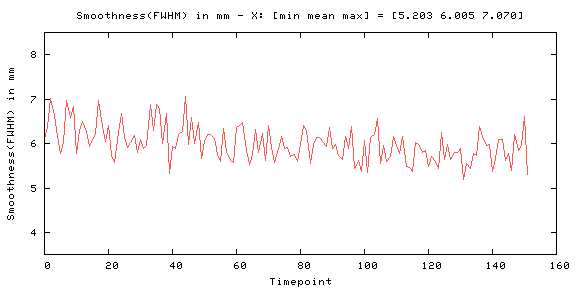 Smoothness(FWHM) in mm - X: [min mean max] = [5.203 6.005 7.070]
Smoothness(FWHM) in mm
8
7
6
5
4
0 20 40 60 80 100 120 140 160
Timepoint